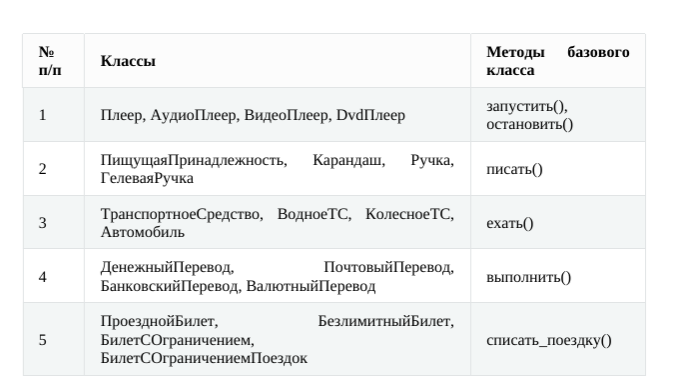 №
п/п
Классы
Методы базового
класса
1
Плеер, АудиоПлеер, ВидеоПлеер, DvdПлеер
запустить(),
остановить()
2
ПищущаяПринадлежность, Карандаш, Ручка,
ГелеваяРучка
писать()
3
ТранспортноеСредство, ВодноеТС, КолесноеТС,
Автомобиль
ехать()
4
ДенежныйПеревод, ПочтовыйПеревод,
БанковскийПеревод, ВалютныйПеревод
выполнить()
5
ПроезднойБилет, БезлимитныйБилет,
БилетСОграничением,
БилетСОграничениемПоездок
списать_поездку()